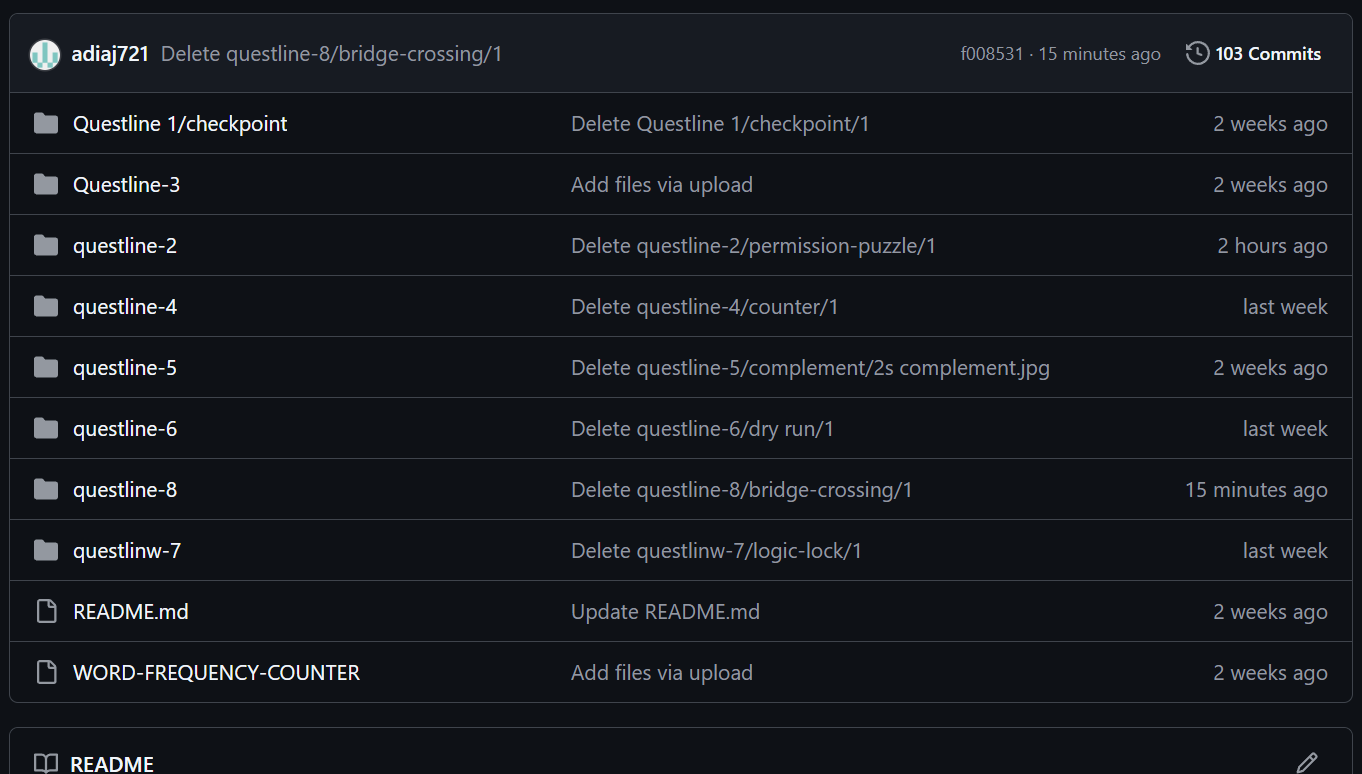 adiaj721 Delete questline-8/bridge-crossing/1 f008531 · 15 minutes ago 103 Commits
Questline 1/checkpoint Delete Questline 1/checkpoint/1 2 weeks ago
Questline-3 Add files via upload 2 weeks ago
questline-2 Delete questline-2/permission-puzzle/1 2 hours ago
questline-4 Delete questline-4/counter/1 last week
questline-5 Delete questline-5/complement/2s complement.jpg 2 weeks ago
questline-6 Delete questline-6/dry run/1 last week
questline-8 Delete questline-8/bridge-crossing/1 15 minutes ago
questlinw-7 Delete questlinw-7/logic-lock/1 last week
README.md Update README.md 2 weeks ago
WORD-FREQUENCY-COUNTER Add files via upload 2 weeks ago
README